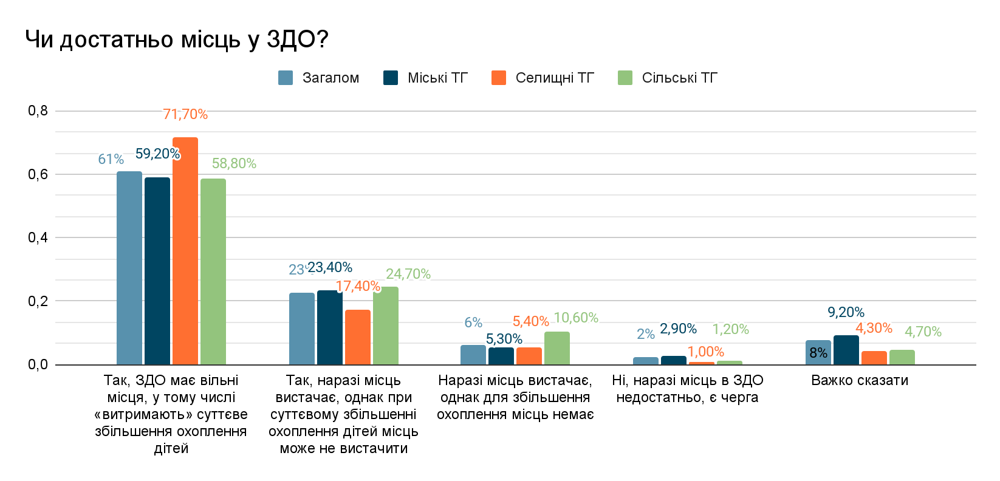 Чи достатньо місць у ЗДО?
Загалом Міські ТГ Селищні ТГ Сільські ТГ
0,8
0,6
0,4
0,2
0,0
61% 59,20% 71,70% 58,80%
23% 23,40% 17,40% 24,70%
6% 5,30% 5,40% 10,60%
2% 2,90% 1,00% 1,20%
8% 9,20% 4,30% 4,70%
Так, ЗДО має вільні
місця, у тому числі
«витримають» суттєве
збільшення охоплення
дітей
Так, наразі місць
вистачає, однак при
суттєвому збільшенні
охоплення дітей місць
може не вистачити
Наразі місць вистачає,
однак для збільшення
охоплення місць немає
Ні, наразі місць в ЗДО
недостатньо, є черга
Важко сказати